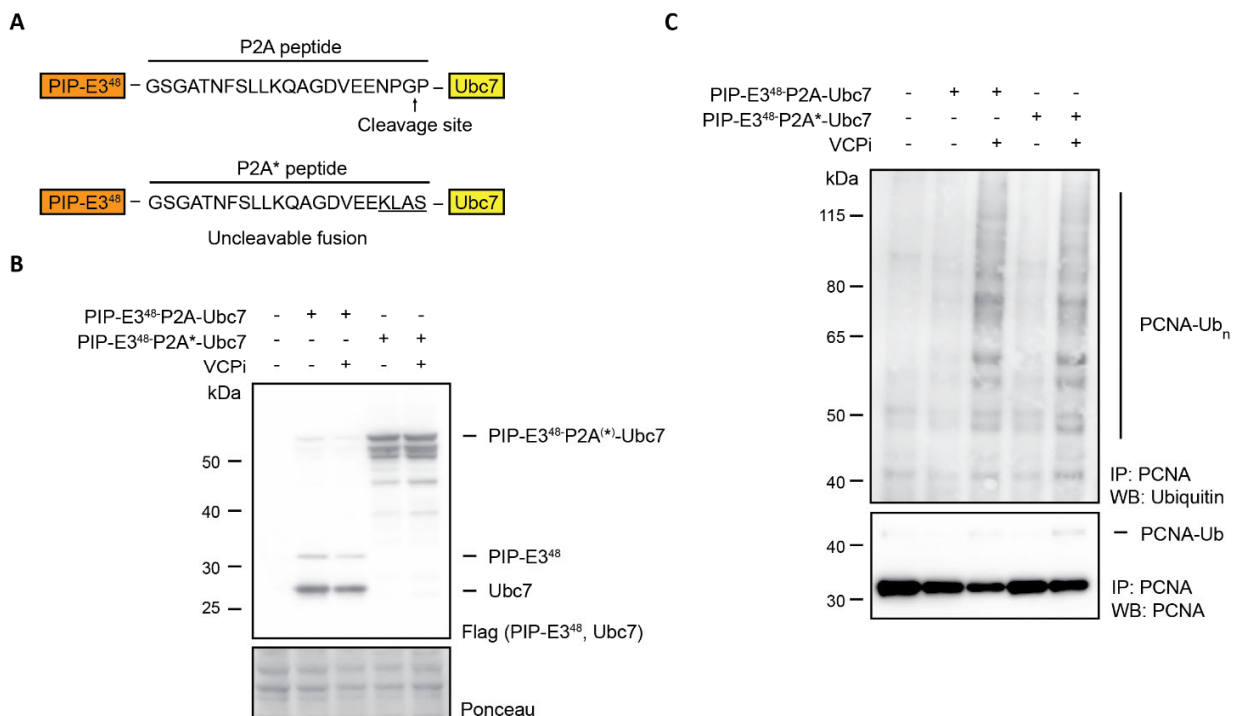 A
P2A peptide
PIP-E3⁴⁸ – GSGATNFSLLKQAGDVEENPGP – Ubc7
Cleavage site
P2A* peptide
PIP-E3⁴⁸ – GSGATNFSLLKQAGDVEEKLAS – Ubc7
Uncleavable fusion
B
PIP-E3⁴⁸-P2A-Ubc7 - + + - -
PIP-E3⁴⁸-P2A*-Ubc7 - - - + +
VCPi - - + - +
kDa
50
40
30
25
PIP-E3⁴⁸-P2A⁽*⁾-Ubc7
PIP-E3⁴⁸
Ubc7
Flag (PIP-E3⁴⁸, Ubc7)
Ponceau
C
PIP-E3⁴⁸-P2A-Ubc7 - + + - -
PIP-E3⁴⁸-P2A*-Ubc7 - - - + +
VCPi - - + - +
kDa
115
80
65
50
40
PCNA-Ubₙ
IP: PCNA
WB: Ubiquitin
40
30
PCNA-Ub
IP: PCNA
WB: PCNA